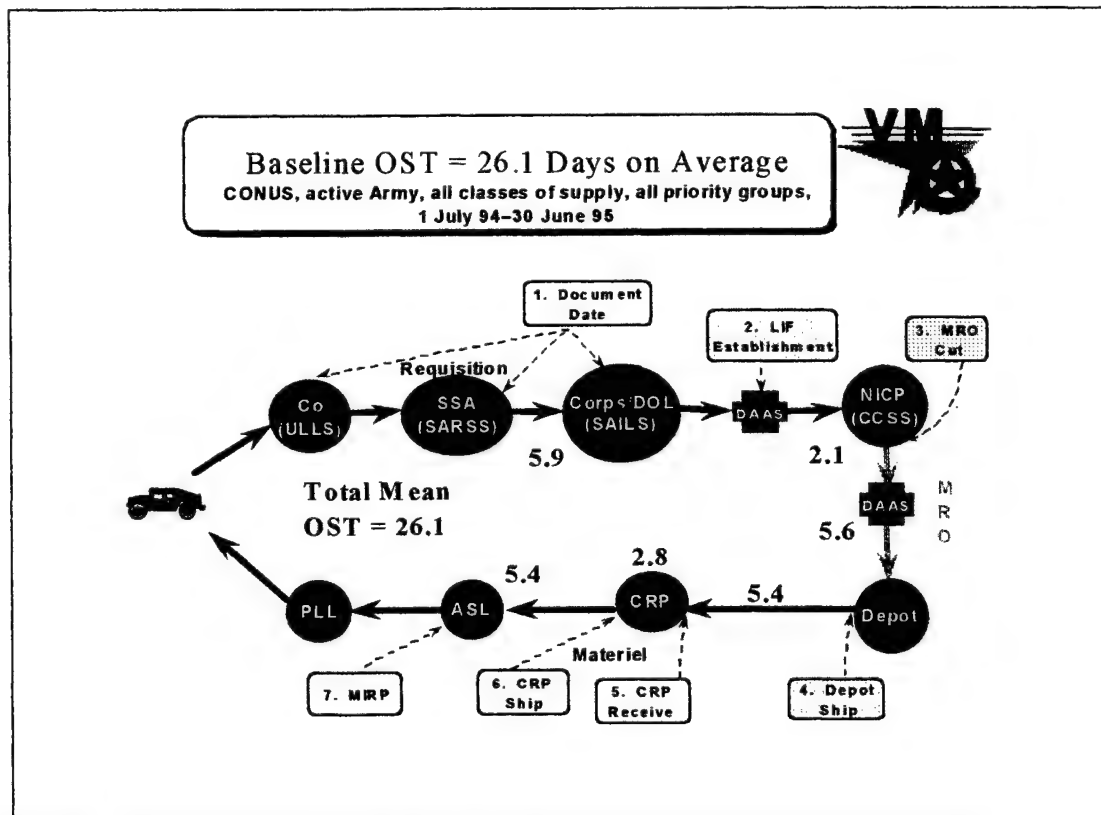 VM
Baseline OST = 26.1 Days on Average
CONUS, active Army, all classes of supply, all priority groups,
1 July 94–30 June 95
1. Document
Date
2. LIF
Establishment
3. MRO
Cut
Requisition
Co
(ULLS)
SSA
(SARSS)
Corps/DOL
(SAILS)
DAAS
NICP
(CCSS)
5.9
2.1
Total Mean
OST = 26.1
DAAS
M
R
O
5.6
5.4
2.8
5.4
PLL
ASL
CRP
Depot
Materiel
7. MIRP
6. CRP
Ship
5. CRP
Receive
4. Depot
Ship